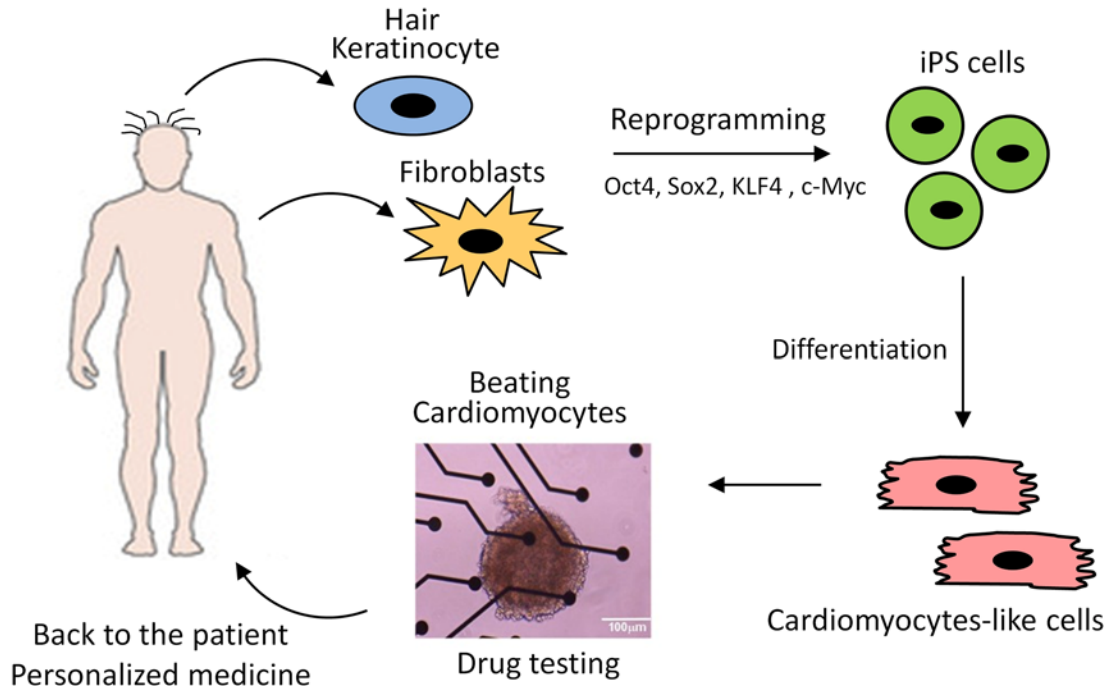 Hair
Keratinocyte
Fibroblasts
Reprogramming
Oct4, Sox2, KLF4 , c-Myc
iPS cells
Differentiation
Cardiomyocytes-like cells
Beating
Cardiomyocytes
100µm
Drug testing
Back to the patient
Personalized medicine